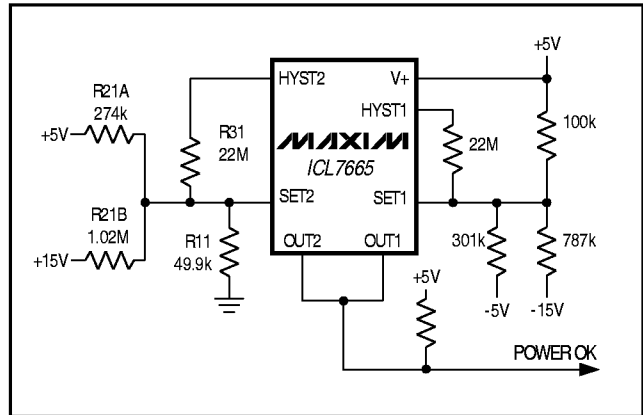 +5V
HYST2
V+
R21A
274k
HYST1
+5V
R31
22M
MAXIM
ICL7665
22M
100k
R21B
1.02M
SET2
SET1
+15V
R11
49.9k
OUT2
OUT1
301k
787k
+5V
-5V
-15V
POWER OK